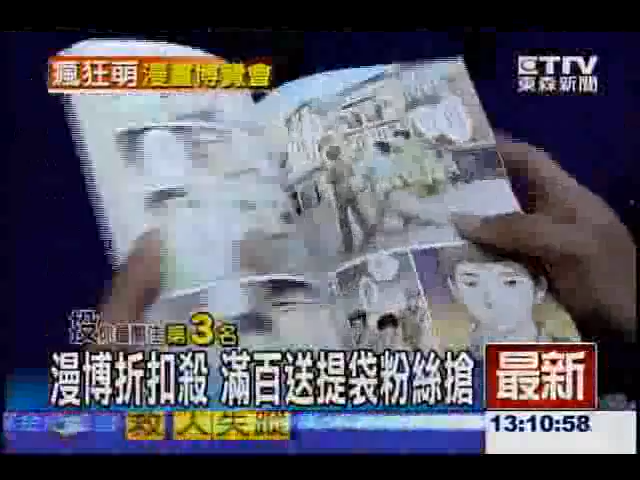 瘋狂萌 漫畫博覽會
ETTV
東森新聞
第3名
漫博折扣殺 滿百送提袋粉絲搶
最新
救人失蹤
13:10:58